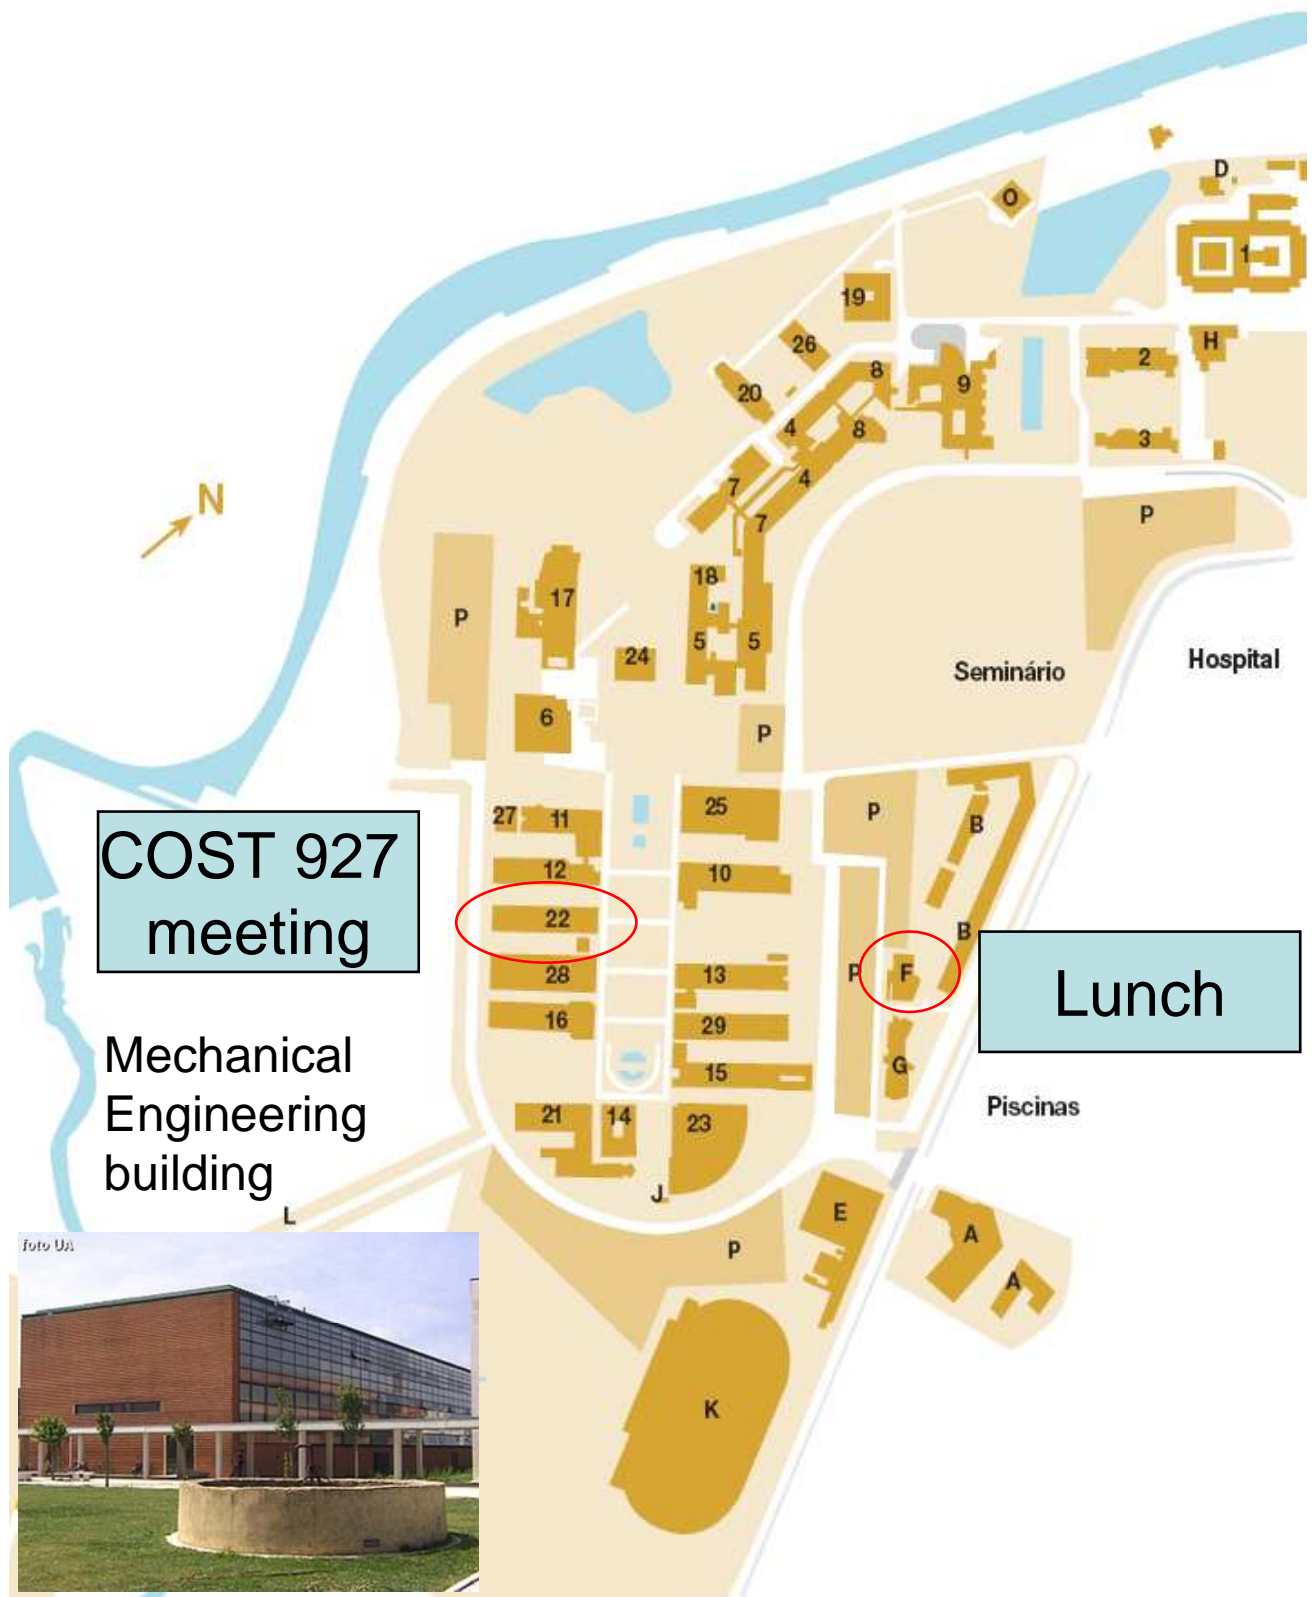 D
O
1
19
H
26
2
8
9
20
4
8
3
7
4
N
P
7
18
17
P
5
5
24
Seminário
Hospital
6
P
27
11
25
P
B
COST 927
meeting
12
10
22
B
28
13
P
F
Lunch
16
29
Mechanical
Engineering
building
15
G
Piscinas
21
14
23
J
L
E
A
P
A
foto UA
K